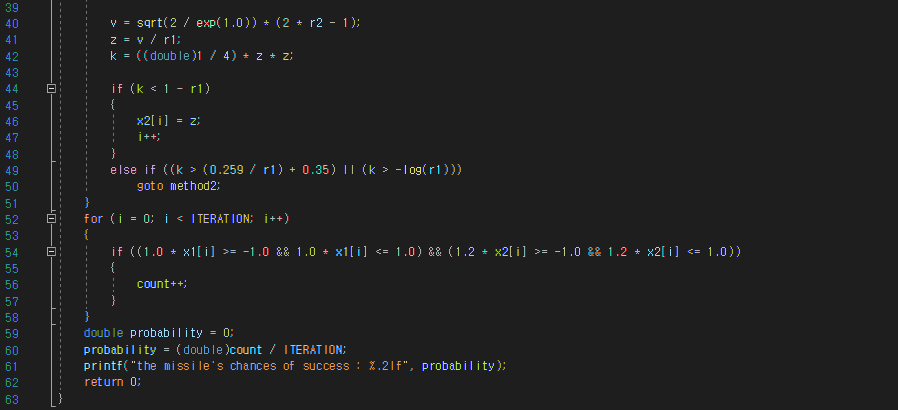 39
40 v = sqrt(2 / exp(1.0)) * (2 * r2 - 1);
41 z = v / r1;
42 k = ((double)1 / 4) * z * z;
43
44 if (k < 1 - r1)
45 {
46 x2[i] = z;
47 i++;
48 }
49 else if ((k > (0.259 / r1) + 0.35) || (k > -log(r1)))
50 goto method2;
51 }
52 for (i = 0; i < ITERATION; i++)
53 {
54 if ((1.0 * x1[i] >= -1.0 && 1.0 * x1[i] <= 1.0) && (1.2 * x2[i] >= -1.0 && 1.2 * x2[i] <= 1.0))
55 {
56 count++;
57 }
58 }
59 double probability = 0;
60 probability = (double)count / ITERATION;
61 printf("the missile's chances of success : %.2lf", probability);
62 return 0;
63 }